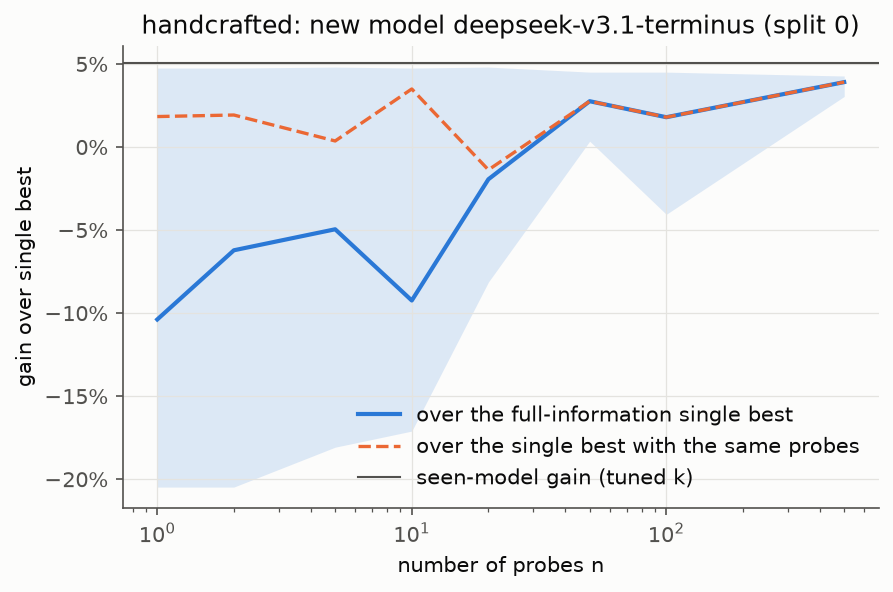 handcrafted: new model deepseek-v3.1-terminus (split 0)
gain over single best
5%
0%
−5%
−10%
−15%
−20%
over the full-information single best
over the single best with the same probes
seen-model gain (tuned k)
10⁰
10¹
10²
number of probes n